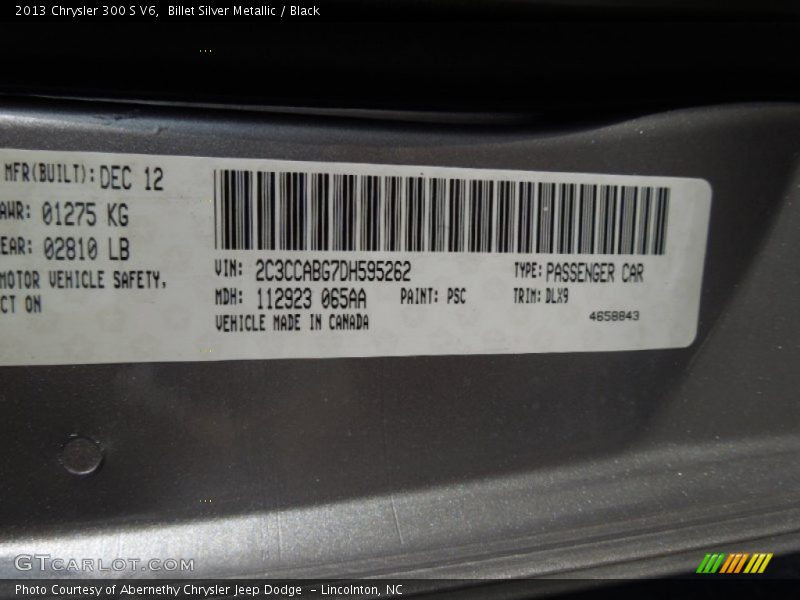 2013 Chrysler 300 S V6,  Billet Silver Metallic / Black
MFR(BUILT): DEC 12
AWR: 01275 KG
EAR: 02810 LB
MOTOR VEHICLE SAFETY,
CT ON
VIN: 2C3CCABG7DH595262
TYPE: PASSENGER CAR
MDH: 112923 065AA
PAINT: PSC
TRIM: DLX9
VEHICLE MADE IN CANADA
4658843
GTCARLOT.COM
Photo Courtesy of Abernethy Chrysler Jeep Dodge  - Lincolnton, NC